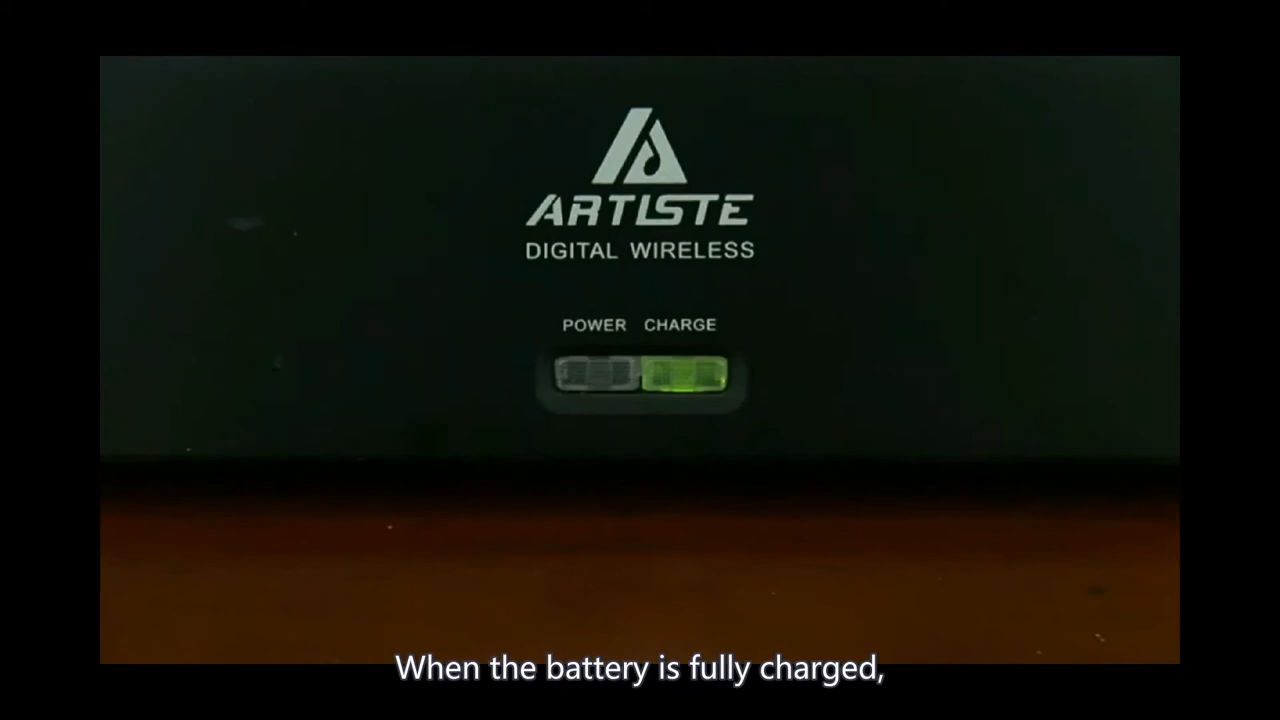 ARTISTE
DIGITAL WIRELESS
POWER CHARGE
When the battery is fully charged,